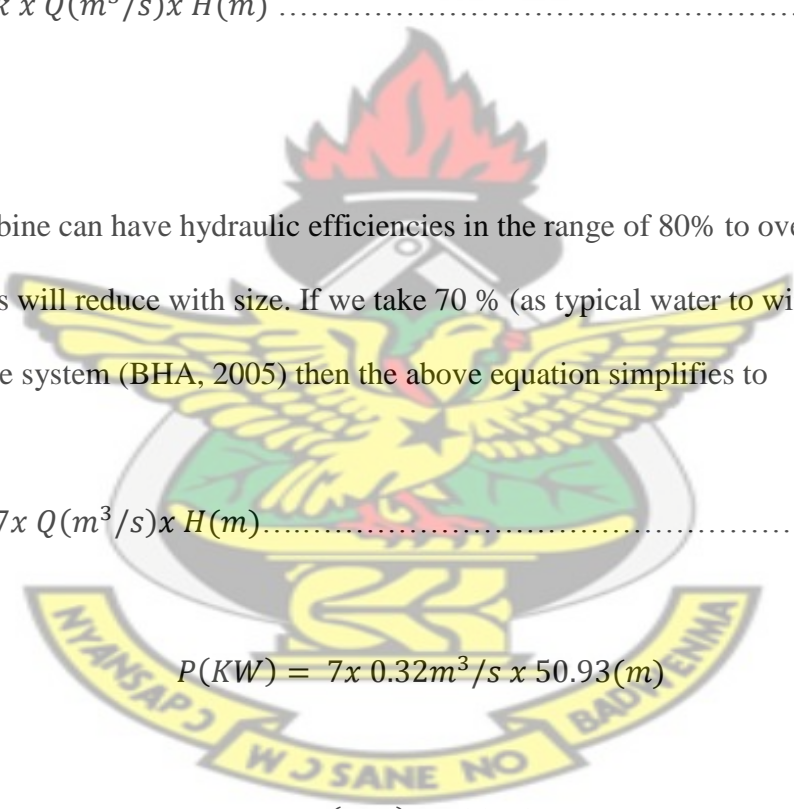 x Q(m³/s)x H(m) ……………………………………………………
bine can have hydraulic efficiencies in the range of 80% to ove
s will reduce with size. If we take 70 % (as typical water to wi
e system (BHA, 2005) then the above equation simplifies to
7x Q(m³/s)x H(m)……………………………………………………
P(KW) = 7x 0.32m³/s x 50.93(m)
NYANSAPƆ WƆSANE NO BADWENMA